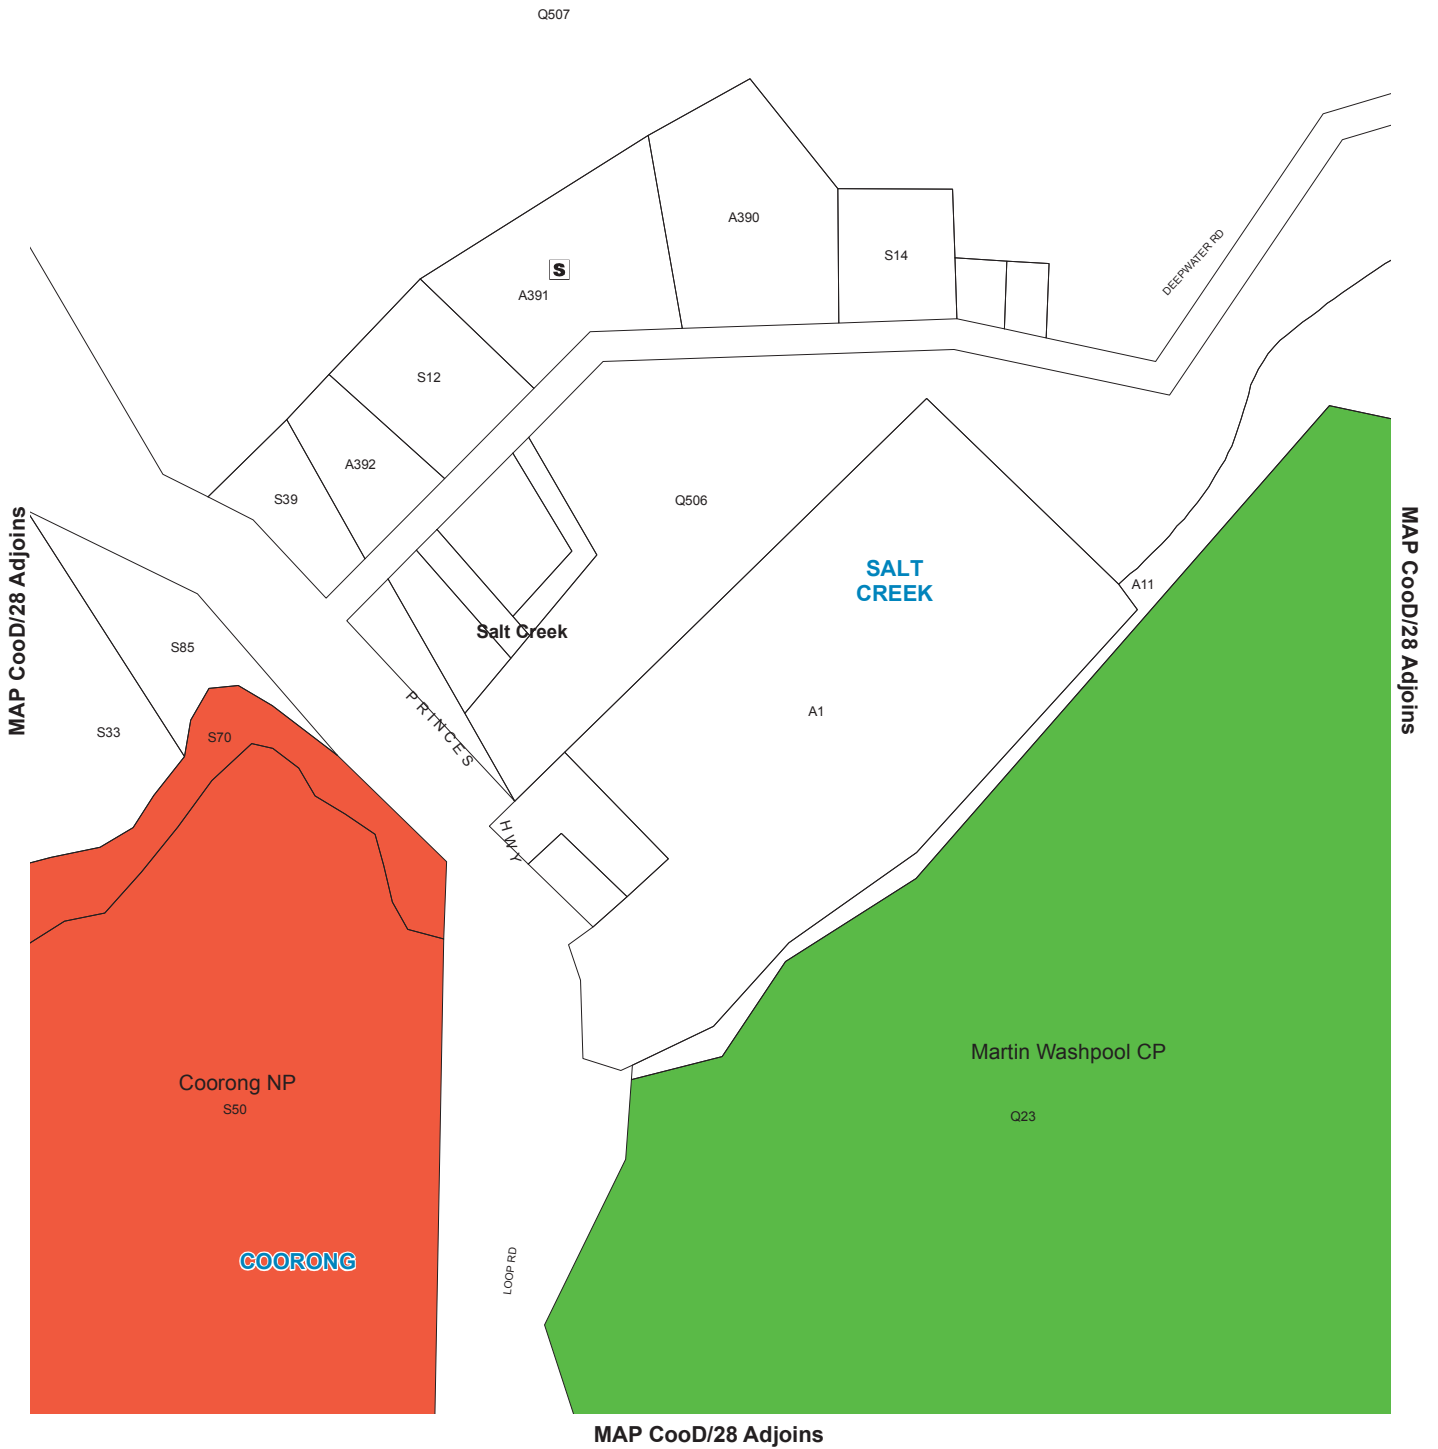 Q507
A390
DEEPWATER RD
S14
S
A391
S12
A392
S39
Q506
MAP CooD/28 Adjoins
MAP CooD/28 Adjoins
SALT
CREEK
A11
Salt Creek
S85
A1
PRINCES
S33
S70
HWY
Martin Washpool CP
Coorong NP
S50
Q23
COORONG
LOOP RD
MAP CooD/28 Adjoins